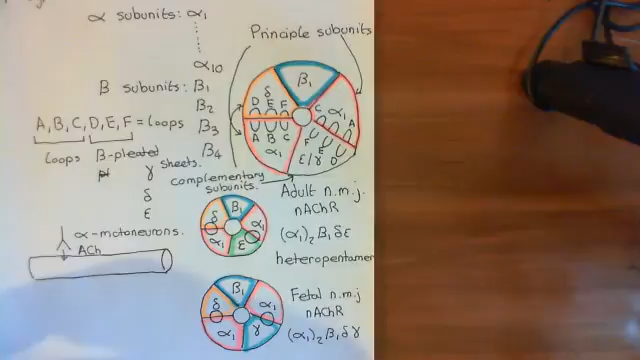 α subunits: α1
α10
β subunits: β1
β2
β3
β4
A, B, C, D, E, F = loops
Loops β-pleated
sheets.
γ
δ
ε
α-motoneurons.
ACh
Principle subunits
β1
δ
D E F
A B C
α1
C α1 A
F E D
ε/γ
complementary
subunits.
β1
δ
α1
α1
ε
Adult n.m.j.
nAChR
(α1)2 β1 δ ε
heteropentamer
β1
δ
α1
α1
γ
Fetal n.m.j
nAChR
(α1)2 β1 δ γ